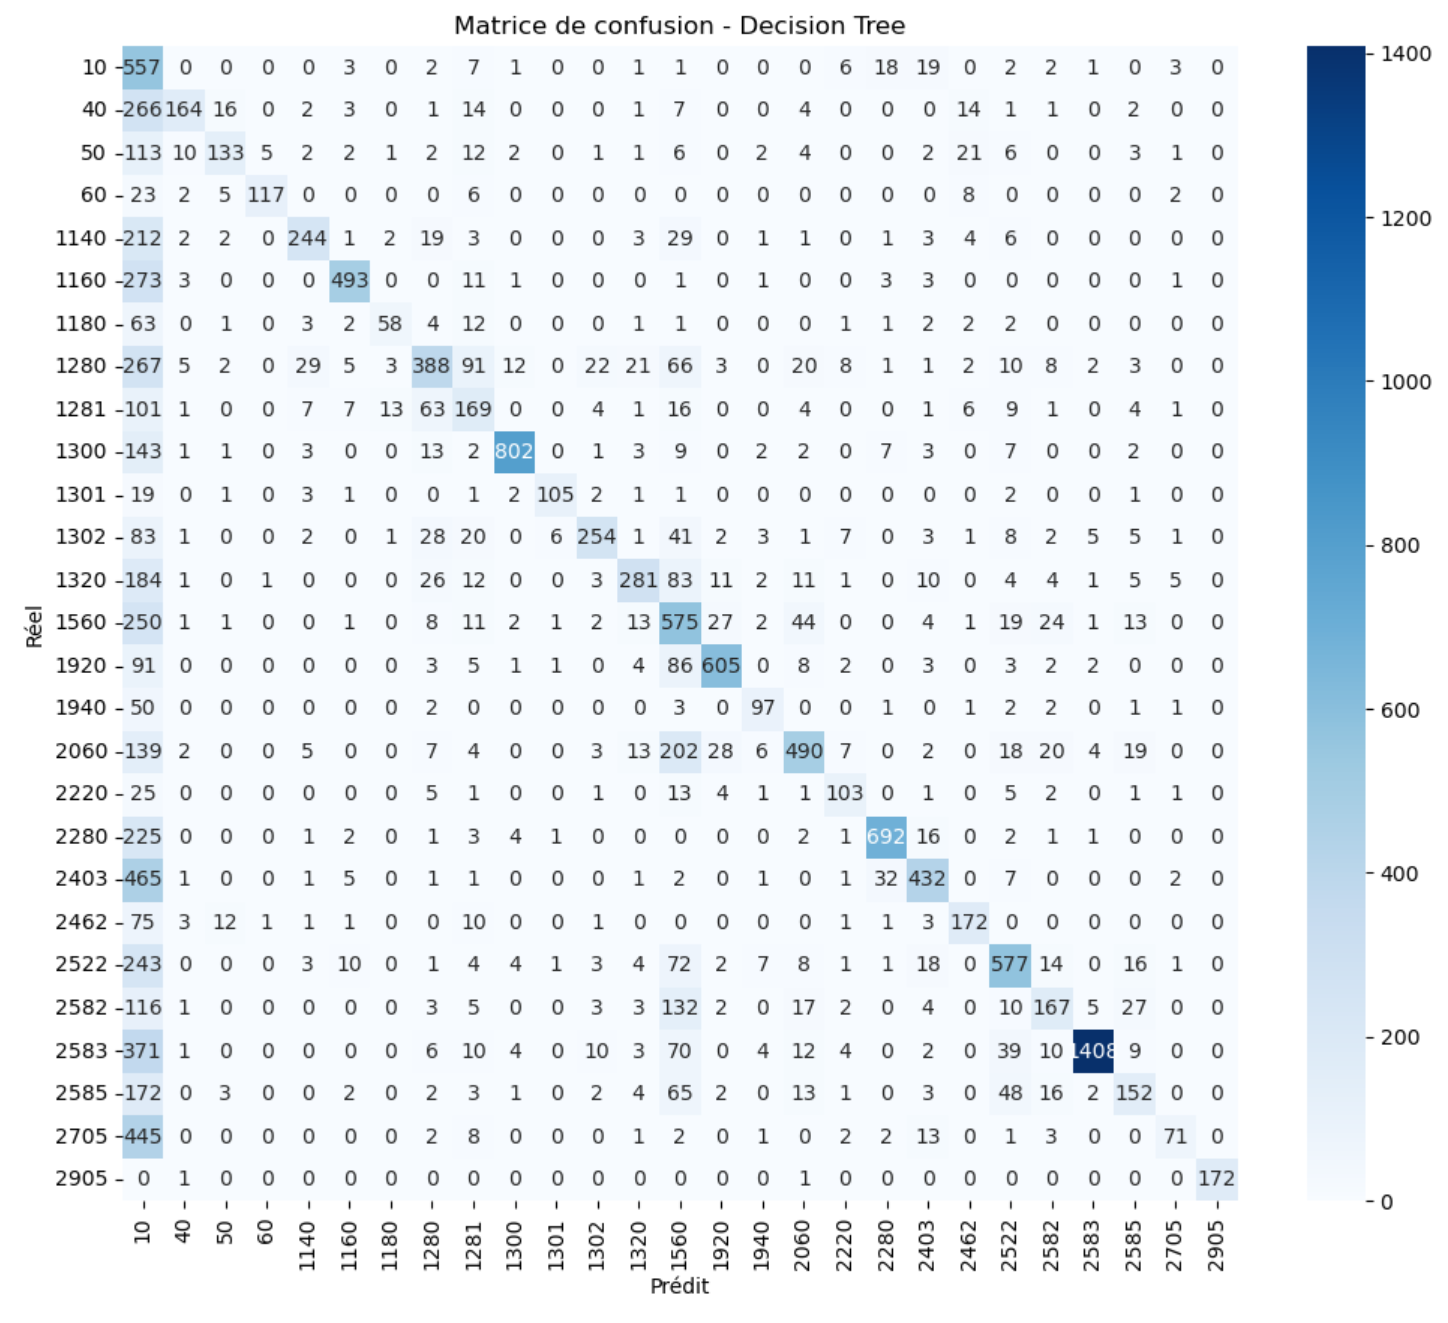 Matrice de confusion - Decision Tree
10 557 0 0 0 0 3 0 2 7 1 0 0 1 1 0 0 0 6 18 19 0 2 2 1 0 3 0
40 266 164 16 0 2 3 0 1 14 0 0 0 1 7 0 0 4 0 0 0 14 1 1 0 2 0 0
50 113 10 133 5 2 2 1 2 12 2 0 1 1 6 0 2 4 0 0 2 21 6 0 0 3 1 0
60 23 2 5 117 0 0 0 0 6 0 0 0 0 0 0 0 0 0 0 0 8 0 0 0 0 2 0
1140 212 2 2 0 244 1 2 19 3 0 0 0 3 29 0 1 1 0 1 3 4 6 0 0 0 0 0
1160 273 3 0 0 0 493 0 0 11 1 0 0 0 1 0 1 0 0 3 3 0 0 0 0 0 1 0
1180 63 0 1 0 3 2 58 4 12 0 0 0 1 1 0 0 0 1 1 2 2 2 0 0 0 0 0
1280 267 5 2 0 29 5 3 388 91 12 0 22 21 66 3 0 20 8 1 1 2 10 8 2 3 0 0
1281 101 1 0 0 7 7 13 63 169 0 0 4 1 16 0 0 4 0 0 1 6 9 1 0 4 1 0
1300 143 1 1 0 3 0 0 13 2 802 0 1 3 9 0 2 2 0 7 3 0 7 0 0 2 0 0
1301 19 0 1 0 3 1 0 0 1 2 105 2 1 1 0 0 0 0 0 0 0 2 0 0 1 0 0
1302 83 1 0 0 2 0 1 28 20 0 6 254 1 41 2 3 1 7 0 3 1 8 2 5 5 1 0
1320 184 1 0 1 0 0 0 26 12 0 0 3 281 83 11 2 11 1 0 10 0 4 4 1 5 5 0
1560 250 1 1 0 0 1 0 8 11 2 1 2 13 575 27 2 44 0 0 4 1 19 24 1 13 0 0
1920 91 0 0 0 0 0 0 3 5 1 1 0 4 86 605 0 8 2 0 3 0 3 2 2 0 0 0
1940 50 0 0 0 0 0 0 2 0 0 0 0 0 3 0 97 0 0 1 0 1 2 2 0 1 1 0
2060 139 2 0 0 5 0 0 7 4 0 0 3 13 202 28 6 490 7 0 2 0 18 20 4 19 0 0
2220 25 0 0 0 0 0 0 5 1 0 0 1 0 13 4 1 1 103 0 1 0 5 2 0 1 1 0
2280 225 0 0 0 1 2 0 1 3 4 1 0 0 0 0 0 2 1 692 16 0 2 1 1 0 0 0
2403 465 1 0 0 1 5 0 1 1 0 0 0 1 2 0 1 0 1 32 432 0 7 0 0 0 2 0
2462 75 3 12 1 1 1 0 0 10 0 0 1 0 0 0 0 0 1 1 3 172 0 0 0 0 0 0
2522 243 0 0 0 3 10 0 1 4 4 1 3 4 72 2 7 8 1 1 18 0 577 14 0 16 1 0
2582 116 1 0 0 0 0 0 3 5 0 0 3 3 132 2 0 17 2 0 4 0 10 167 5 27 0 0
2583 371 1 0 0 0 0 0 6 10 4 0 10 3 70 0 4 12 4 0 2 0 39 10 1408 9 0 0
2585 172 0 3 0 0 0 0 2 3 1 0 2 4 65 2 0 13 1 0 3 0 48 16 2 152 0 0
2705 445 0 0 0 0 0 0 2 8 0 0 0 1 2 0 1 0 2 2 13 0 1 3 0 0 71 0
2905 0 1 0 0 0 0 0 0 0 0 0 0 0 0 0 0 1 0 0 0 0 0 0 0 0 0 172
Réel
10 40 50 60 1140 1160 1180 1280 1281 1300 1301 1302 1320 1560 1920 1940 2060 2220 2280 2403 2462 2522 2582 2583 2585 2705 2905
Prédit
1400
1200
1000
800
600
400
200
0